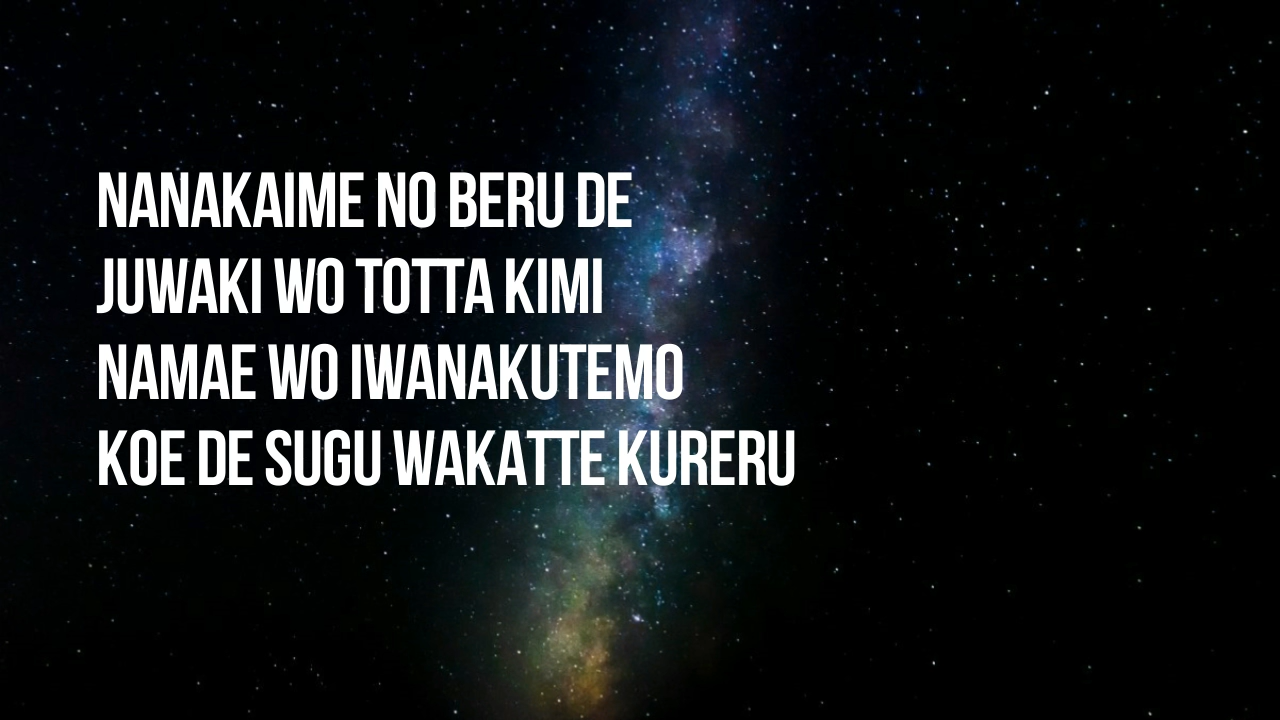 NANAKAIME NO BERU DE
JUWAKI WO TOTTA KIMI
NAMAE WO IWANAKUTEMO
KOE DE SUGU WAKATTE KURERU